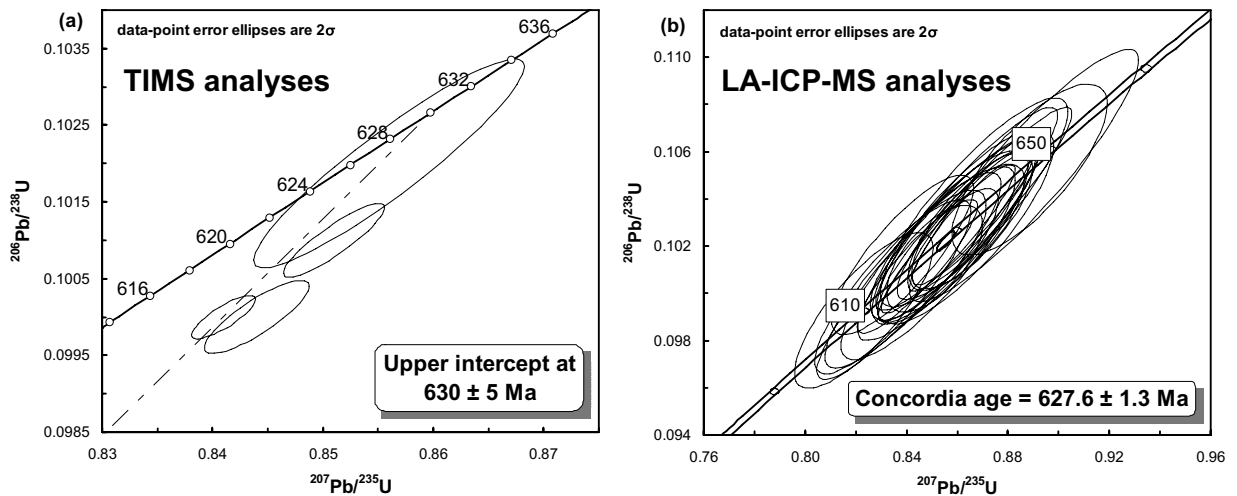 (a)
data-point error ellipses are 2σ
TIMS analyses
636
632
628
624
620
616
Upper intercept at
630 ± 5 Ma
0.1035
0.1025
0.1015
0.1005
0.0995
0.0985
²⁰⁶Pb/²³⁸U
0.83 0.84 0.85 0.86 0.87
²⁰⁷Pb/²³⁵U
(b)
data-point error ellipses are 2σ
LA-ICP-MS analyses
650
610
Concordia age = 627.6 ± 1.3 Ma
0.110
0.106
0.102
0.098
0.094
²⁰⁶Pb/²³⁸U
0.76 0.80 0.84 0.88 0.92 0.96
²⁰⁷Pb/²³⁵U